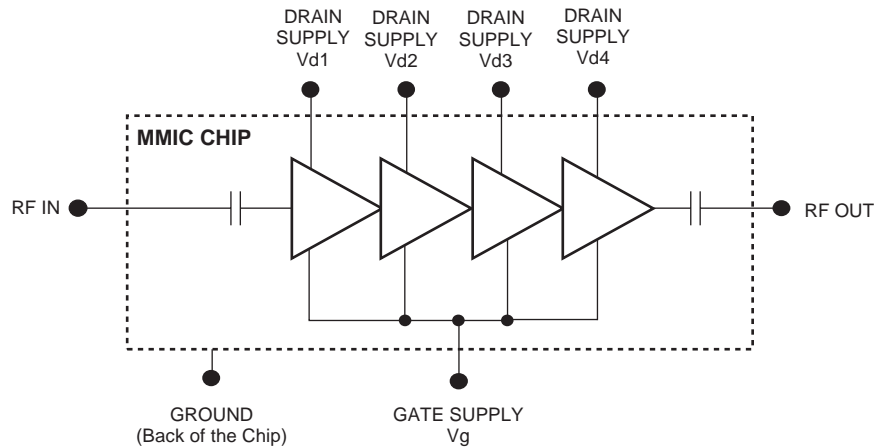 DRAIN
SUPPLY
Vd1
DRAIN
SUPPLY
Vd2
DRAIN
SUPPLY
Vd3
DRAIN
SUPPLY
Vd4
MMIC CHIP
RF IN
RF OUT
GROUND
(Back of the Chip)
GATE SUPPLY
Vg